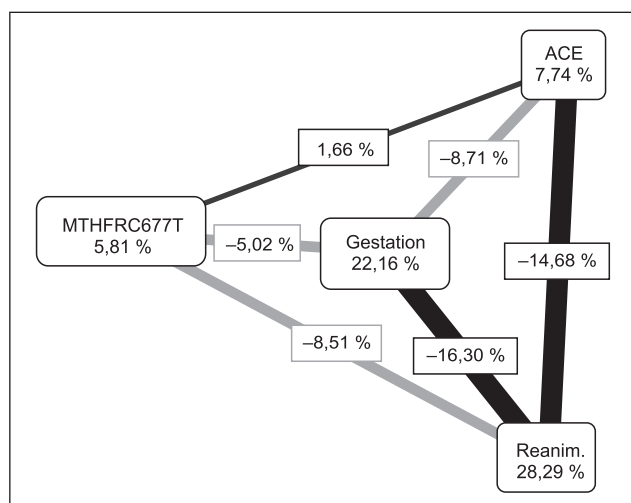 ACE
7,74 %
1,66 %
–8,71 %
MTHFRC677T
5,81 %
–5,02 %
Gestation
22,16 %
–14,68 %
–8,51 %
–16,30 %
Reanim.
28,29 %